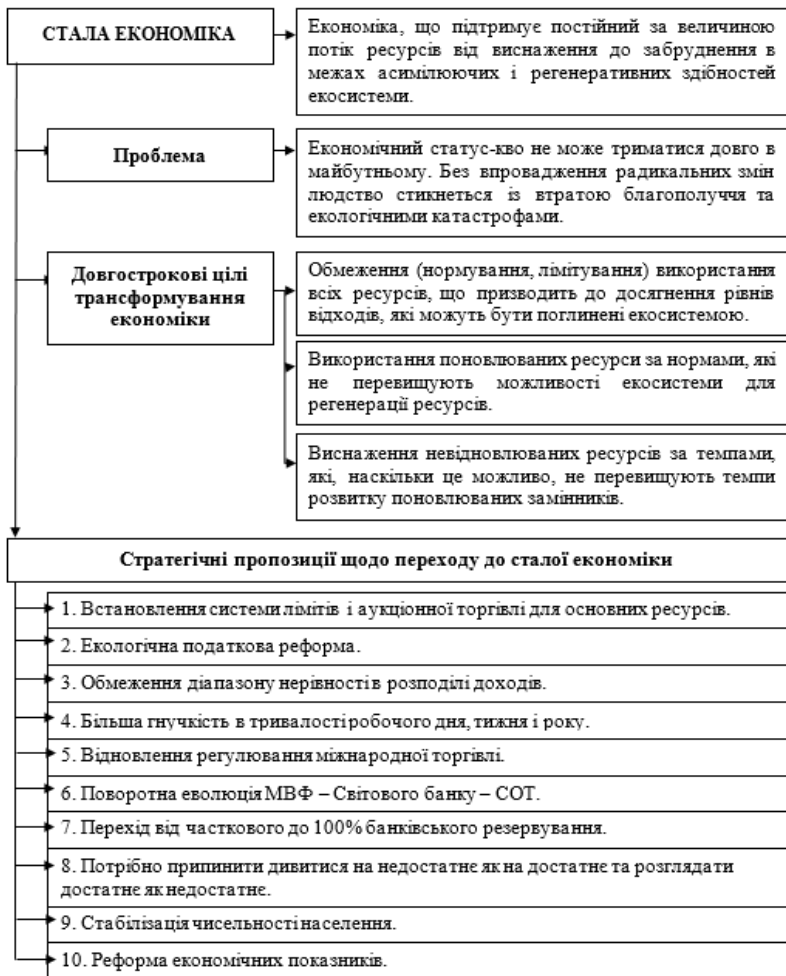 СТАЛА ЕКОНОМІКА
Економіка, що підтримує постійний за величиною
потік ресурсів від виснаження до забруднення в
межах асимілюючих і регенеративних здібностей
екосистеми.
Проблема
Економічний статус-кво не може триматися довго в
майбутньому. Без впровадження радикальних змін
людство стикнеться із втратою благополуччя та
екологічними катастрофами.
Довгострокові цілі
трансформування
економіки
Обмеження (нормування, лімітування) використання
всіх ресурсів, що призводить до досягнення рівнів
відходів, які можуть бути поглинені екосистемою.
Використання поновлюваних ресурси за нормами, які
не перевищують можливості екосистеми для
регенерації ресурсів.
Виснаження невідновлюваних ресурсів за темпами,
які, наскільки це можливо, не перевищують темпи
розвитку поновлюваних замінників.
Стратегічні пропозиції щодо переходу до сталої економіки
1. Встановлення системи лімітів і аукціонної торгівлі для основних ресурсів.
2. Екологічна податкова реформа.
3. Обмеження діапазону нерівності в розподілі доходів.
4. Більша гнучкість в тривалості робочого дня, тижня і року.
5. Відновлення регулювання міжнародної торгівлі.
6. Поворотна еволюція МВФ – Світового банку – СОТ.
7. Перехід від часткового до 100% банківського резервування.
8. Потрібно припинити дивитися на недостатнє як на достатнє та розглядати
достатнє як недостатнє.
9. Стабілізація чисельності населення.
10. Реформа економічних показників.